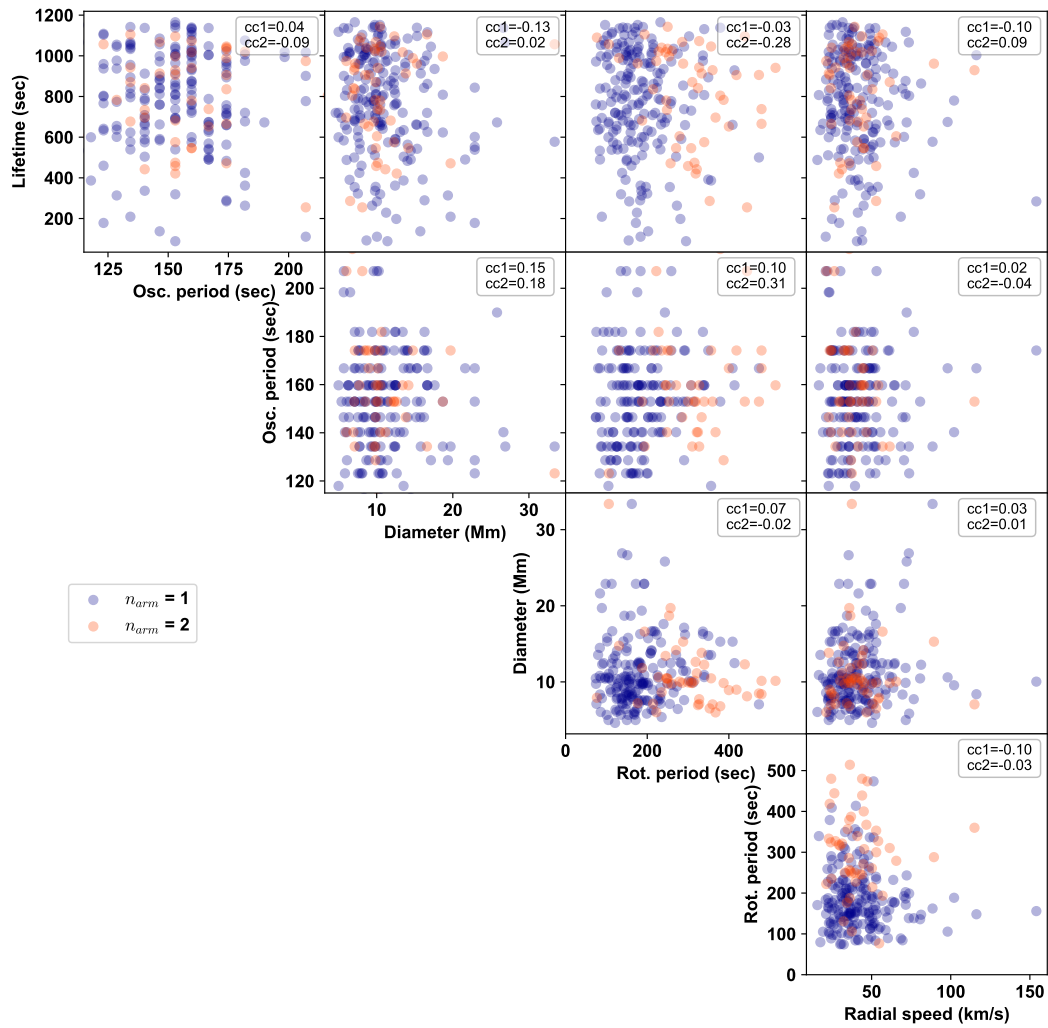 cc1=0.04
cc2=-0.09
cc1=-0.13
cc2=0.02
cc1=-0.03
cc2=-0.28
cc1=-0.10
cc2=0.09
Lifetime (sec)
1200
1000
800
600
400
200
125 150 175 200
Osc. period (sec)
cc1=0.15
cc2=0.18
cc1=0.10
cc2=0.31
cc1=0.02
cc2=-0.04
Osc. period (sec)
200
180
160
140
120
10 20 30
Diameter (Mm)
cc1=0.07
cc2=-0.02
cc1=0.03
cc2=0.01
Diameter (Mm)
30
20
10
0 200 400
Rot. period (sec)
n_{arm} = 1
n_{arm} = 2
cc1=-0.10
cc2=-0.03
Rot. period (sec)
500
400
300
200
100
0
50 100 150
Radial speed (km/s)